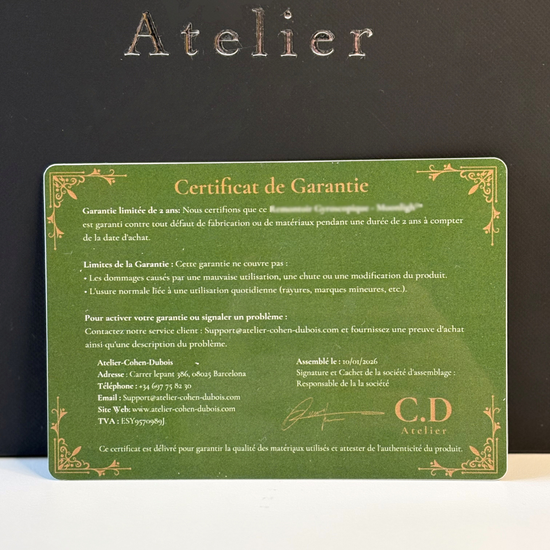 Atelier
Certificat de Garantie
Garantie limitée de 2 ans: Nous certifions que ce
est garanti contre tout défaut de fabrication ou de matériaux pendant une durée de 2 ans à compter
de la date d'achat.
Limites de la Garantie : Cette garantie ne couvre pas :
• Les dommages causés par une mauvaise utilisation, une chute ou une modification du produit.
• L'usure normale liée à une utilisation quotidienne (rayures, marques mineures, etc.).
Pour activer votre garantie ou signaler un problème :
Contactez notre service client : Support@atelier-cohen-dubois.com et fournissez une preuve d'achat
ainsi qu'une description du problème.
Atelier-Cohen-Dubois
Adresse : Carrer lepant 386, 08025 Barcelona
Téléphone : +34 697 75 82 30
Email : Support@atelier-cohen-dubois.com
Site Web: www.atelier-cohen-dubois.com
TVA : ESY9570989J
Assemblé le : 10/01/2026
Signature et Cachet de la société d'assemblage :
Responsable de la la société
C.D
Atelier
Ce certificat est délivré pour garantir la qualité des matériaux utilisés et attester de l'authenticité du produit.